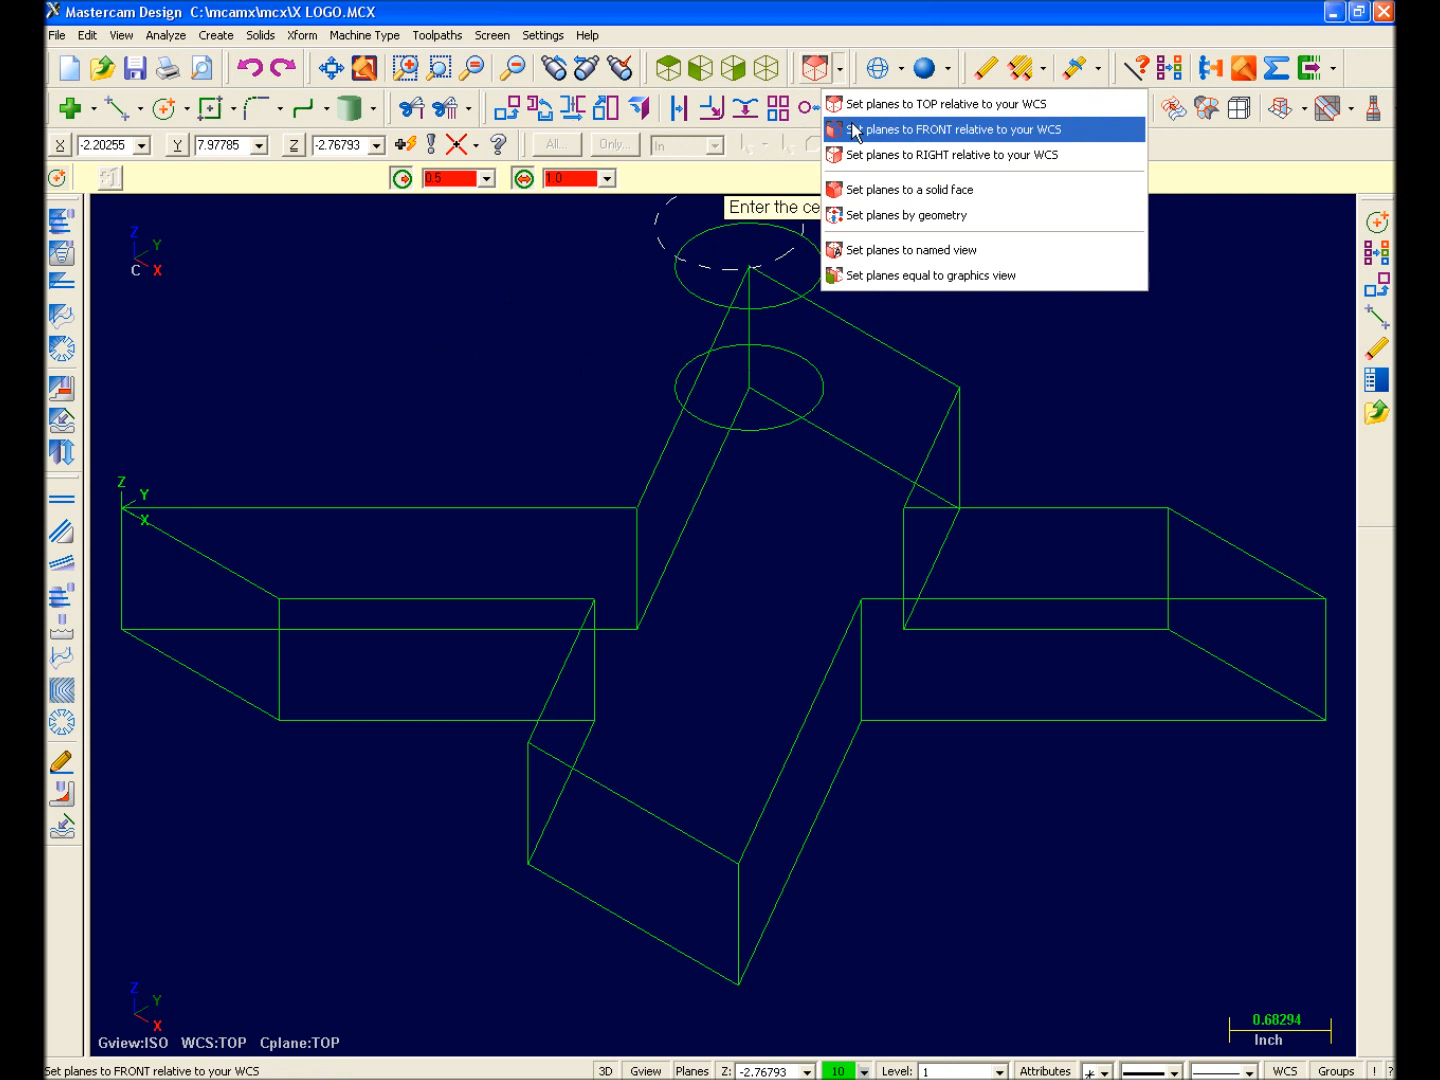 Mastercam Design  C:\mcamx\mcx\X LOGO.MCX
File Edit View Analyze Create Solids Xform Machine Type Toolpaths Screen Settings Help
Set planes to TOP relative to your WCS
planes to FRONT relative to your WCS
Set planes to RIGHT relative to your WCS
Set planes to a solid face
Set planes by geometry
Set planes to named view
Set planes equal to graphics view
X -2.20255 Y 7.97785 Z -2.76793 All... Only... In
0.5 1.0
Enter the ce
Z
Y
C X
Z
Y
X
Z
Y
X
0.68294
Inch
Gview:ISO WCS:TOP Cplane:TOP
Set planes to FRONT relative to your WCS 3D Gview Planes Z: -2.76793 10 Level: 1 Attributes WCS Groups ! ?